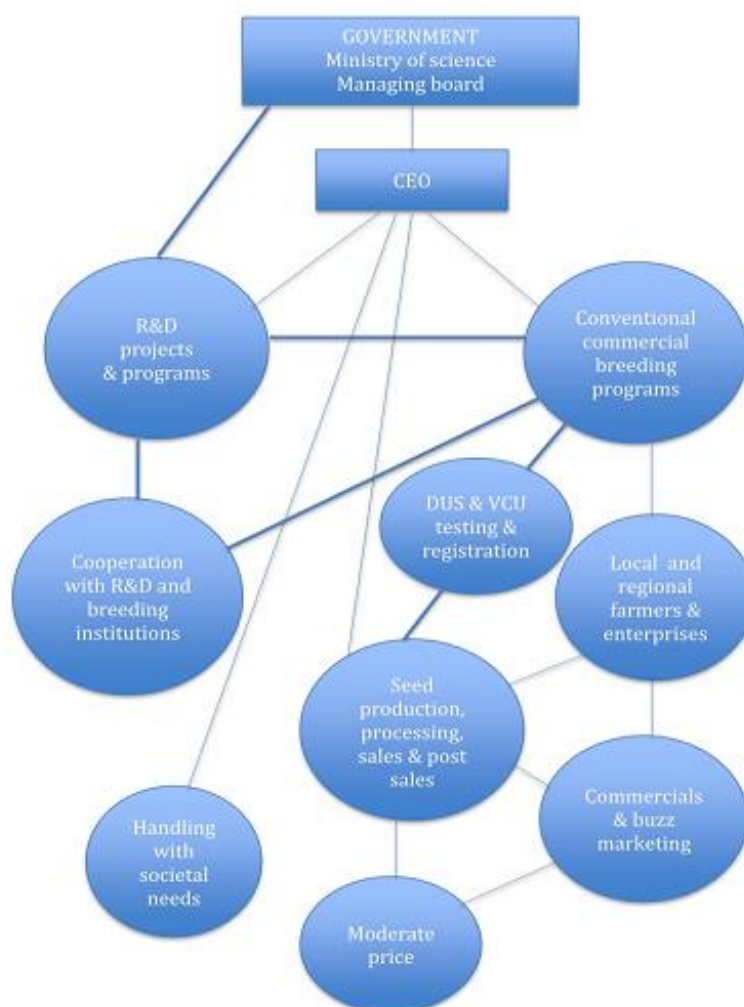 GOVERNMENT
Ministry of science
Managing board
CEO
R&D
projects
& programs
Conventional
commercial
breeding
programs
DUS & VCU
testing &
registration
Cooperation
with R&D and
breeding
institutions
Local and
regional
farmers &
enterprises
Seed
production,
processing,
sales & post
sales
Commercials
& buzz
marketing
Handling
with
societal
needs
Moderate
price